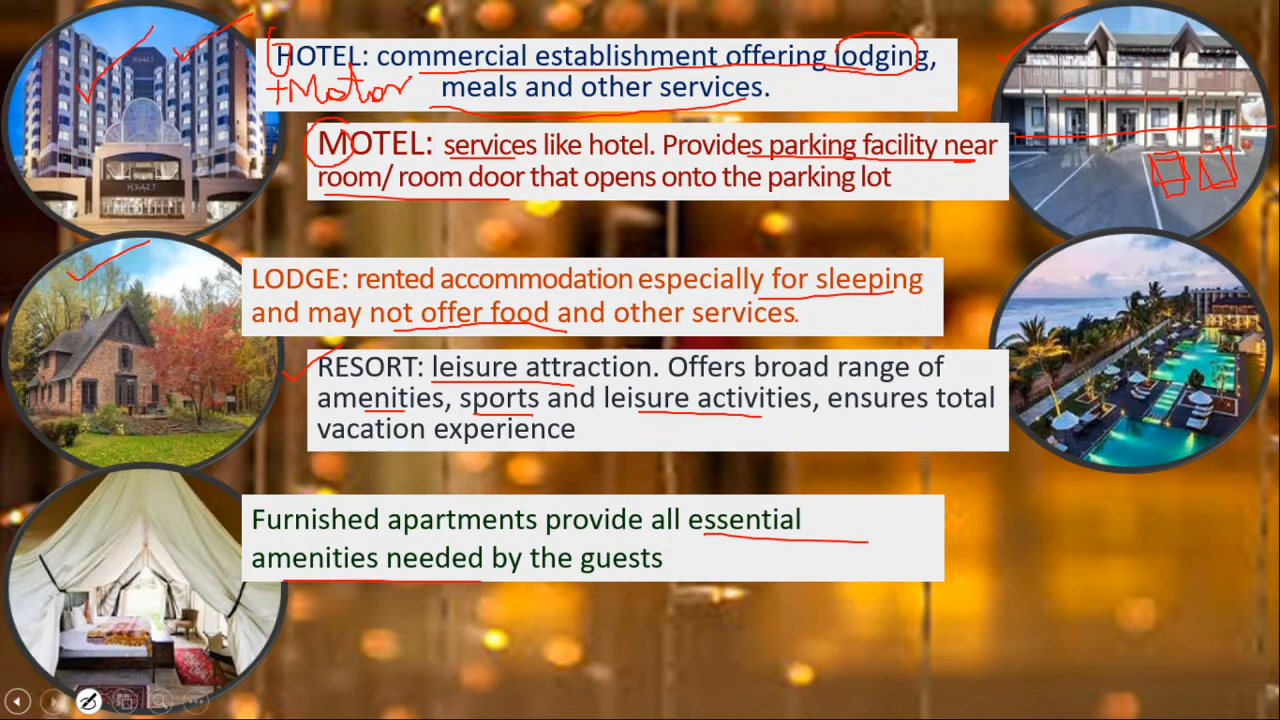 HYATT
HYAT
HOTEL: commercial establishment offering lodging,
+Motor
meals and other services.
MOTEL: services like hotel. Provides parking facility near
room/ room door that opens onto the parking lot
LODGE: rented accommodation especially for sleeping
and may not offer food and other services.
RESORT: leisure attraction. Offers broad range of
amenities, sports and leisure activities, ensures total
vacation experience
Furnished apartments provide all essential
amenities needed by the guests